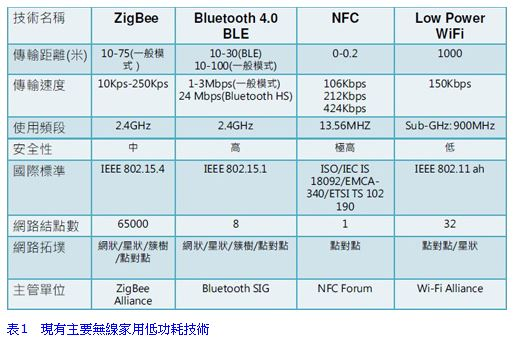 技術名稱 ZigBee Bluetooth 4.0 BLE NFC Low Power WiFi
傳輸距離(米) 10-75(一般模式) 10-30(BLE) 10-100(一般模式) 0-0.2 1000
傳輸速度 10Kps-250Kps 1-3Mbps(一般模式) 24 Mbps(Bluetooth HS) 106Kbps 212Kbps 424Kbps 150Kbps
使用頻段 2.4GHz 2.4GHz 13.56MHZ Sub-GHz: 900MHz
安全性 中 高 極高 低
國際標準 IEEE 802.15.4 IEEE 802.15.1 ISO/IEC IS 18092/EMCA-340/ETSI TS 102 190 IEEE 802.11 ah
網路結點數 65000 8 1 32
網路拓墣 網狀/星狀/簇樹/點對點 網狀/星狀/簇樹/點對點 點對點 點對點/星狀
主管單位 ZigBee Alliance Bluetooth SIG NFC Forum Wi-Fi Alliance
表1 現有主要無線家用低功耗技術